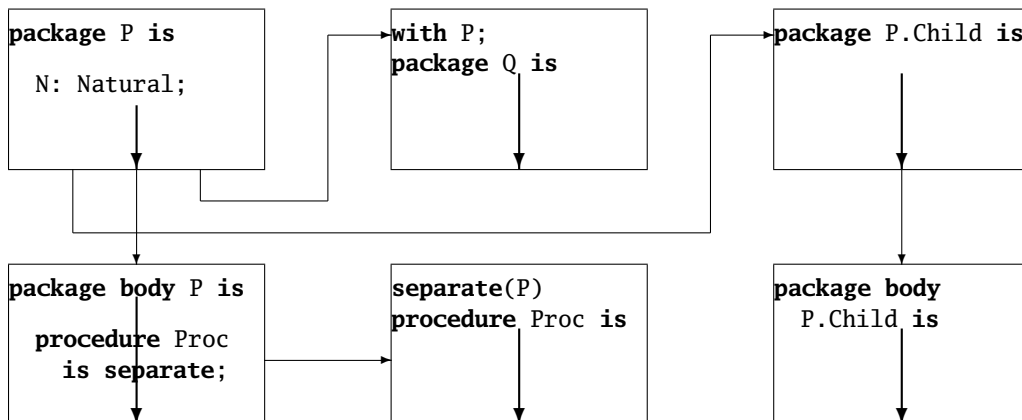 package P is
N: Natural;
with P;
package Q is
package P.Child is
package body P is
procedure Proc
is separate;
separate(P)
procedure Proc is
package body
P.Child is